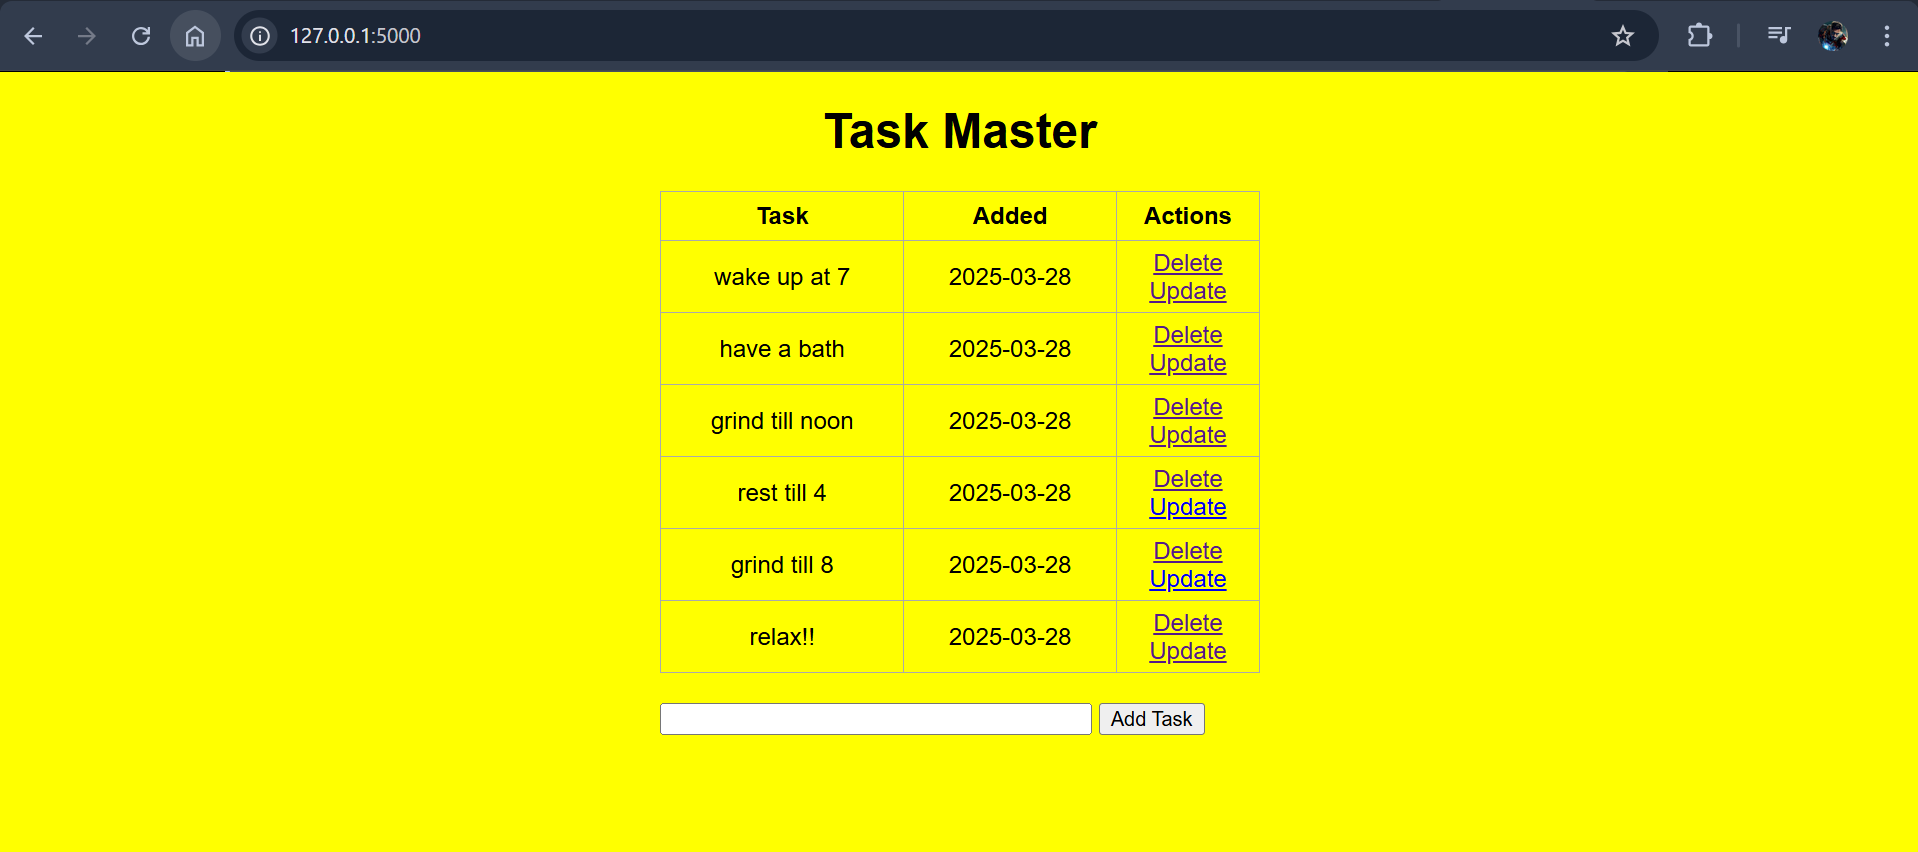 127.0.0.1:5000
Task Master
Task Added Actions
wake up at 7 2025-03-28 Delete
Update
have a bath 2025-03-28 Delete
Update
grind till noon 2025-03-28 Delete
Update
rest till 4 2025-03-28 Delete
Update
grind till 8 2025-03-28 Delete
Update
relax!! 2025-03-28 Delete
Update
Add Task